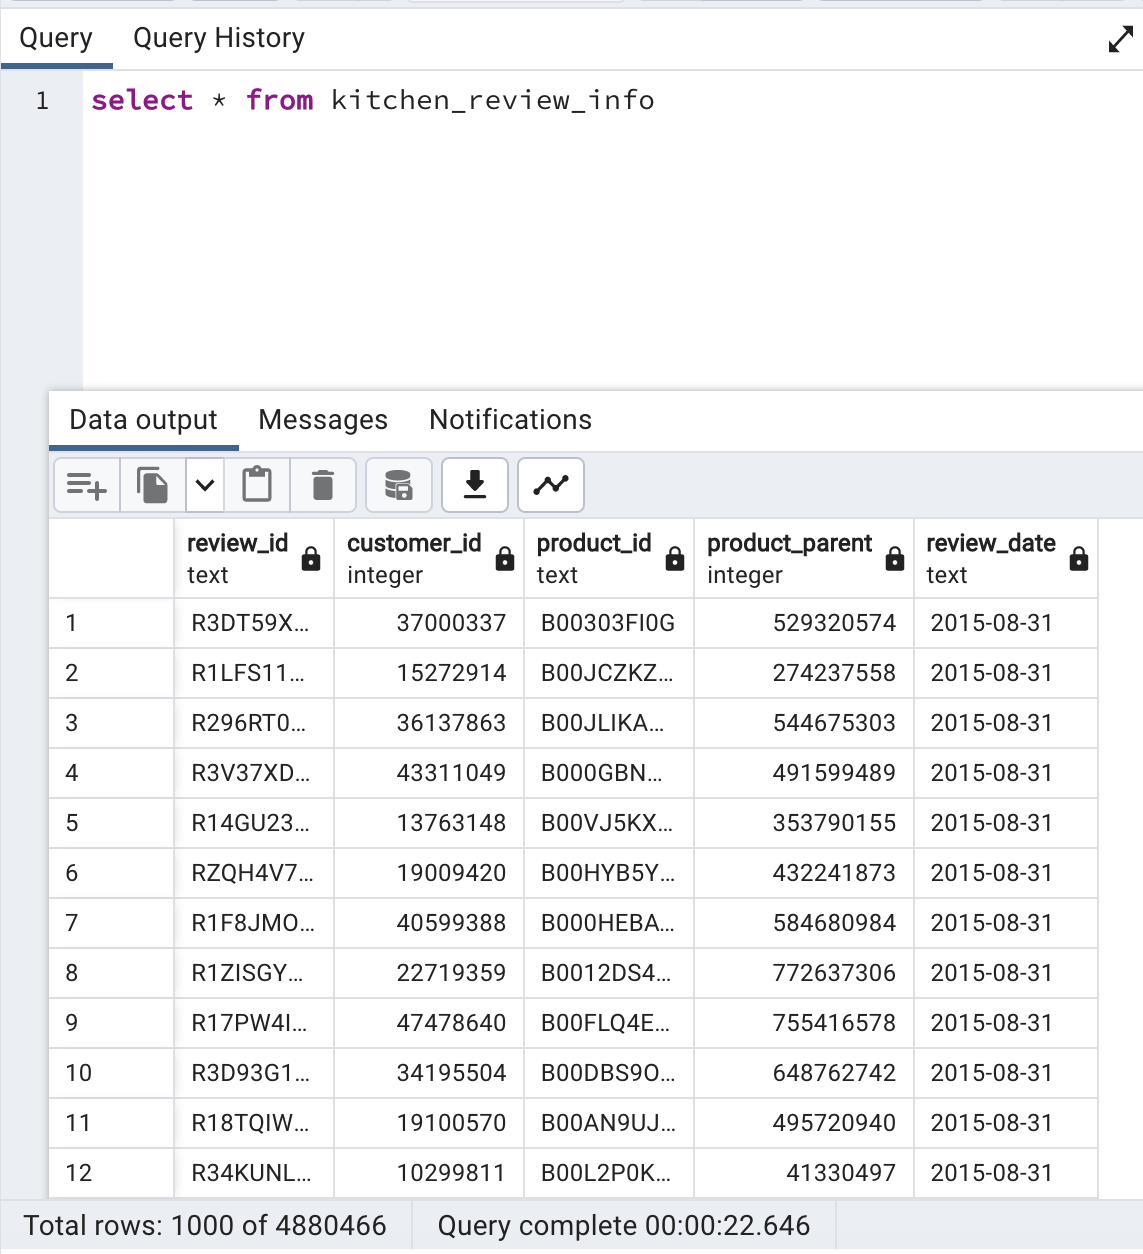 Query Query History
1 select * from kitchen_review_info
Data output Messages Notifications
review_id customer_id product_id product_parent review_date
text integer text integer text
1 R3DT59X... 37000337 B00303FI0G 529320574 2015-08-31
2 R1LFS11... 15272914 B00JCZKZ... 274237558 2015-08-31
3 R296RT0... 36137863 B00JLIKA... 544675303 2015-08-31
4 R3V37XD... 43311049 B000GBN... 491599489 2015-08-31
5 R14GU23... 13763148 B00VJ5KX... 353790155 2015-08-31
6 RZQH4V7... 19009420 B00HYB5Y... 432241873 2015-08-31
7 R1F8JMO... 40599388 B000HEBA... 584680984 2015-08-31
8 R1ZISGY... 22719359 B0012DS4... 772637306 2015-08-31
9 R17PW4I... 47478640 B00FLQ4E... 755416578 2015-08-31
10 R3D93G1... 34195504 B00DBS9O... 648762742 2015-08-31
11 R18TQIW... 19100570 B00AN9UJ... 495720940 2015-08-31
12 R34KUNL... 10299811 B00L2P0K... 41330497 2015-08-31
Total rows: 1000 of 4880466 Query complete 00:00:22.646